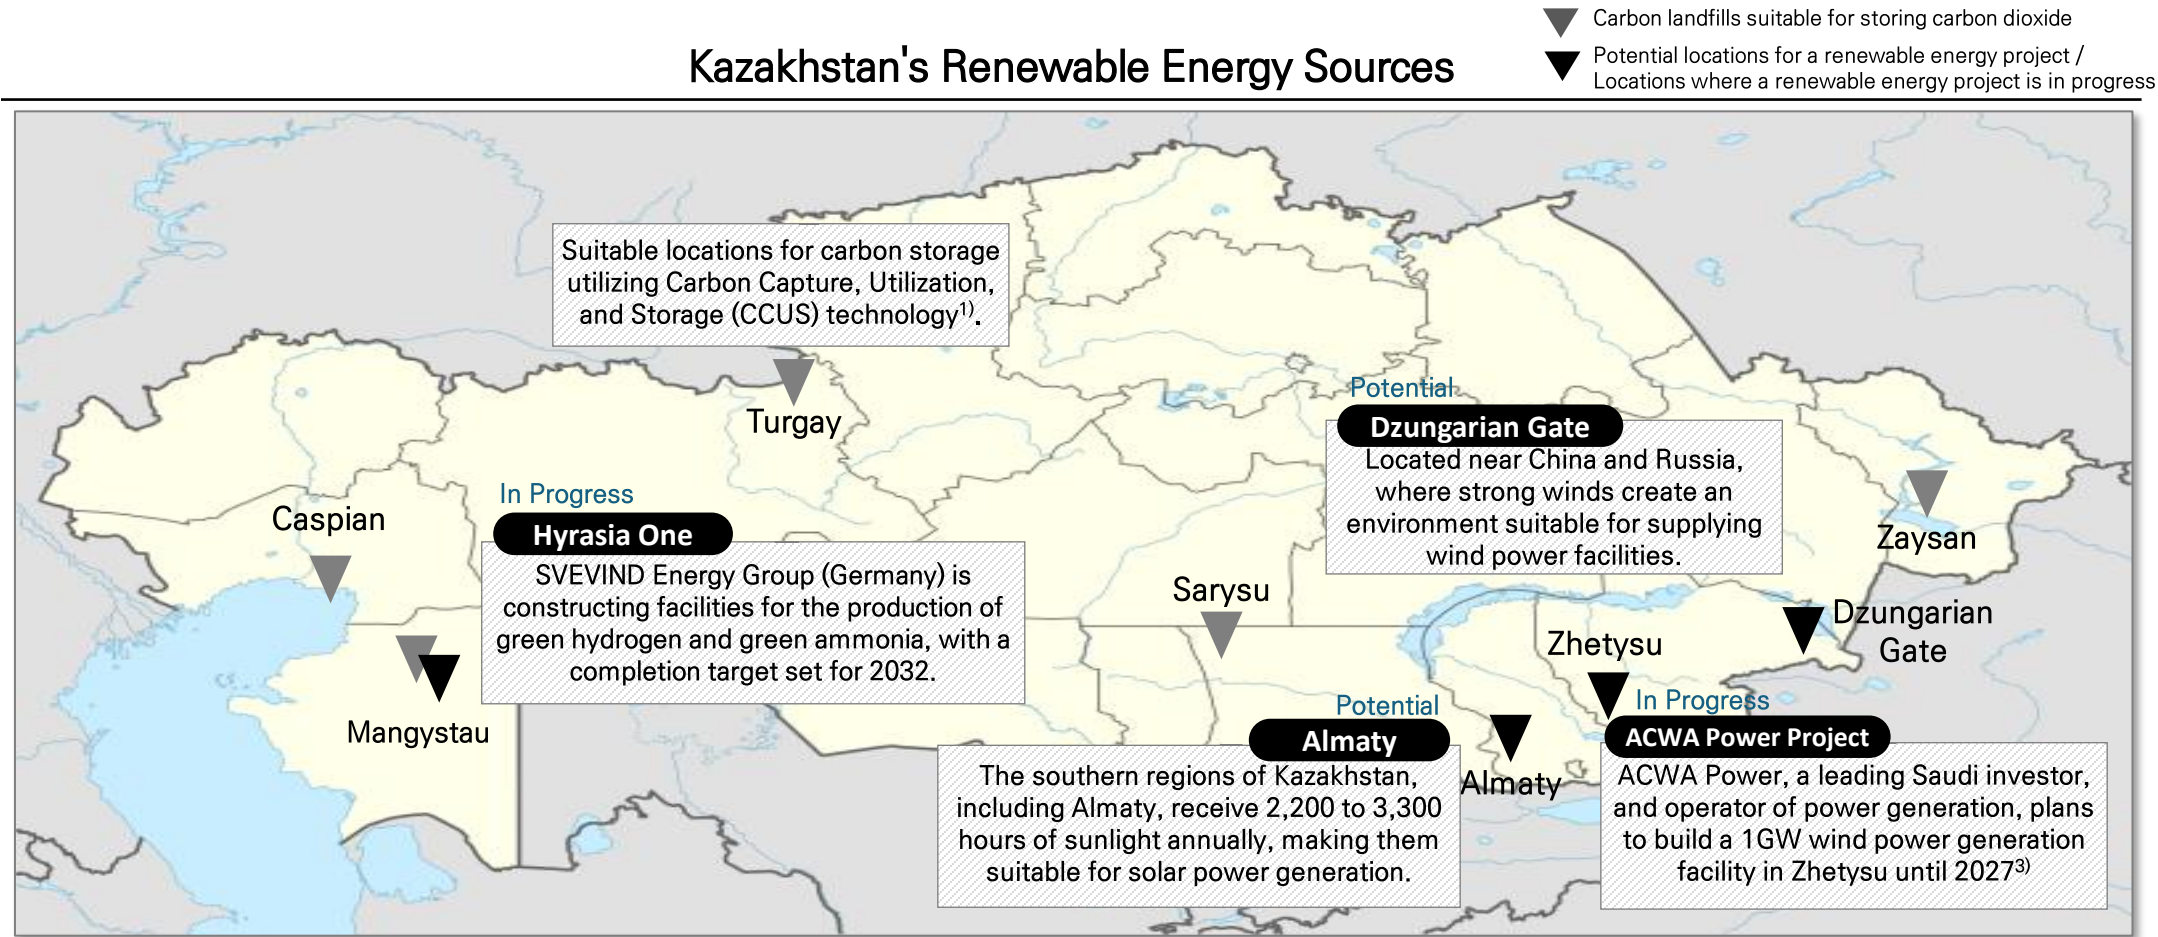 Carbon landfills suitable for storing carbon dioxide
Potential locations for a renewable energy project /
Locations where a renewable energy project is in progress
Kazakhstan's Renewable Energy Sources
Suitable locations for carbon storage
utilizing Carbon Capture, Utilization,
and Storage (CCUS) technology1).
Turgay
Potential
Dzungarian Gate
Located near China and Russia,
where strong winds create an
environment suitable for supplying
wind power facilities.
Zaysan
Caspian
In Progress
Hyrasia One
SVEVIND Energy Group (Germany) is
constructing facilities for the production of
green hydrogen and green ammonia, with a
completion target set for 2032.
Sarysu
Zhetysu
Dzungarian
Gate
Mangystau
Potential
Almaty
The southern regions of Kazakhstan,
including Almaty, receive 2,200 to 3,300
hours of sunlight annually, making them
suitable for solar power generation.
Almaty
In Progress
ACWA Power Project
ACWA Power, a leading Saudi investor,
and operator of power generation, plans
to build a 1GW wind power generation
facility in Zhetysu until 20273)